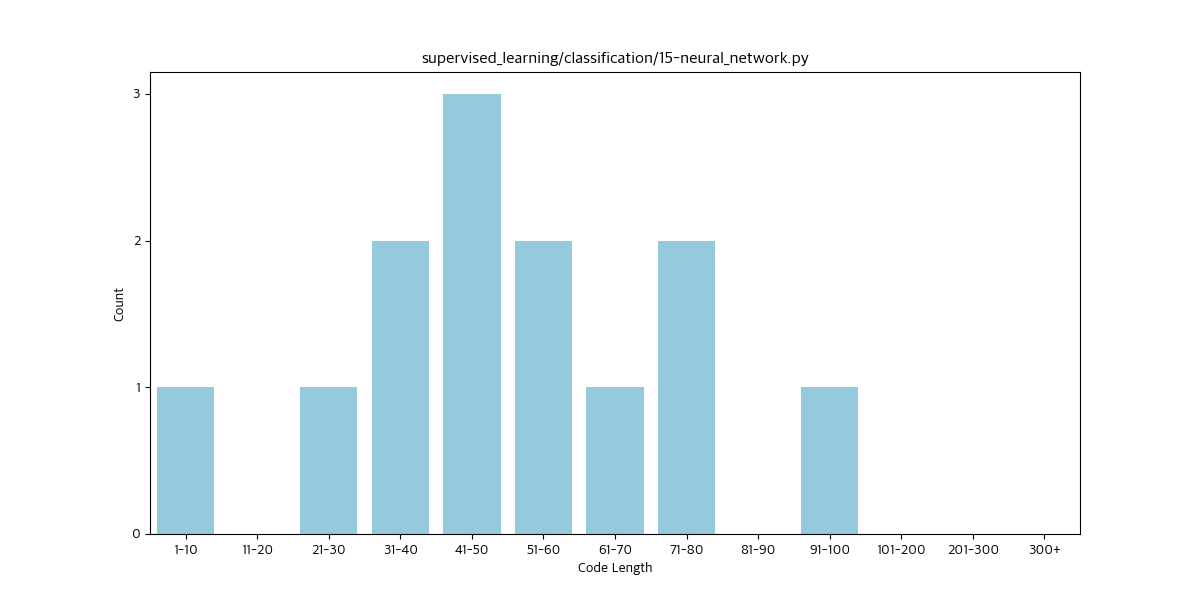 supervised_learning/classification/15-neural_network.py
Count
3
2
1
0
1-10 11-20 21-30 31-40 41-50 51-60 61-70 71-80 81-90 91-100 101-200 201-300 300+
Code Length